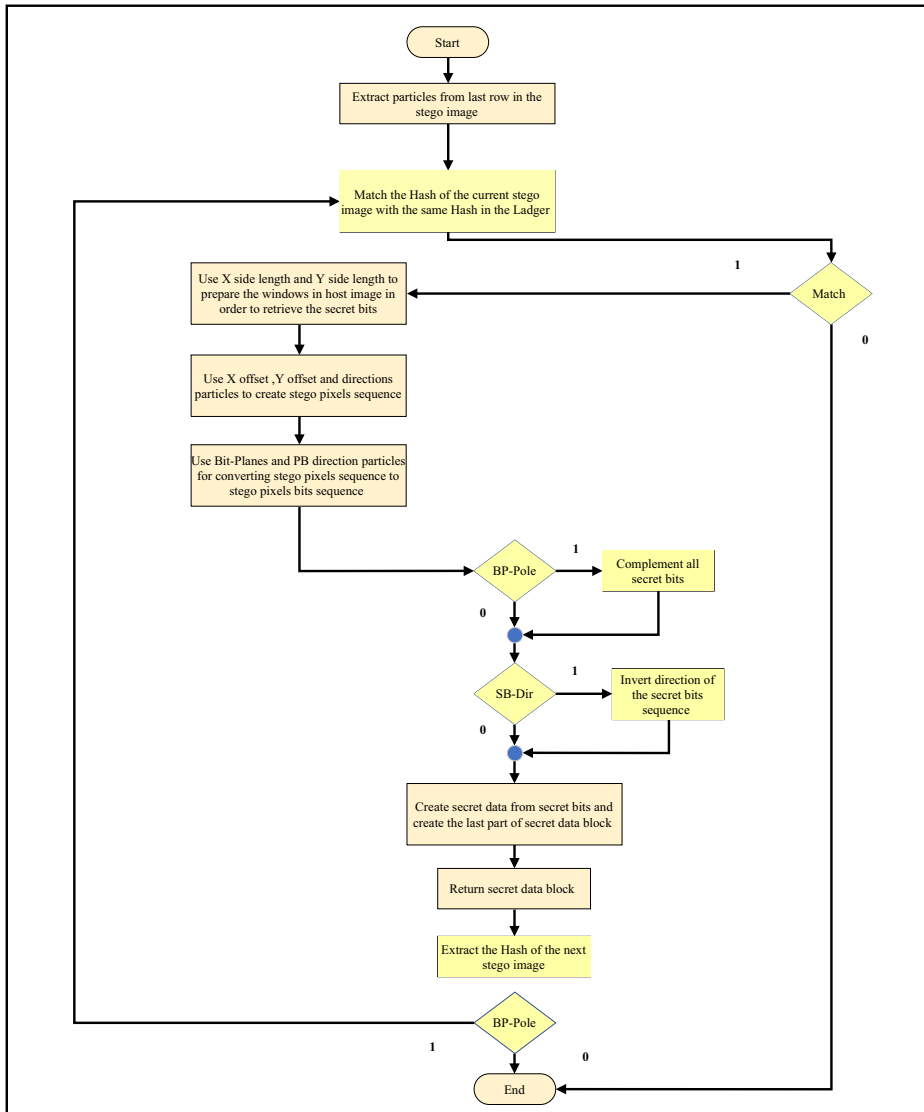 Start
Extract particles from last row in the
stego image
Match the Hash of the current stego
image with the same Hash in the Ladger
1
Match
0
Use X side length and Y side length to
prepare the windows in host image in
order to retrieve the secret bits
Use X offset ,Y offset and directions
particles to create stego pixels sequence
Use Bit-Planes and PB direction particles
for converting stego pixels sequence to
stego pixels bits sequence
BP-Pole
1
Complement all
secret bits
0
SB-Dir
1
Invert direction of
the secret bits
sequence
0
Create secret data from secret bits and
create the last part of secret data block
Return secret data block
Extract the Hash of the next
stego image
BP-Pole
1
0
End